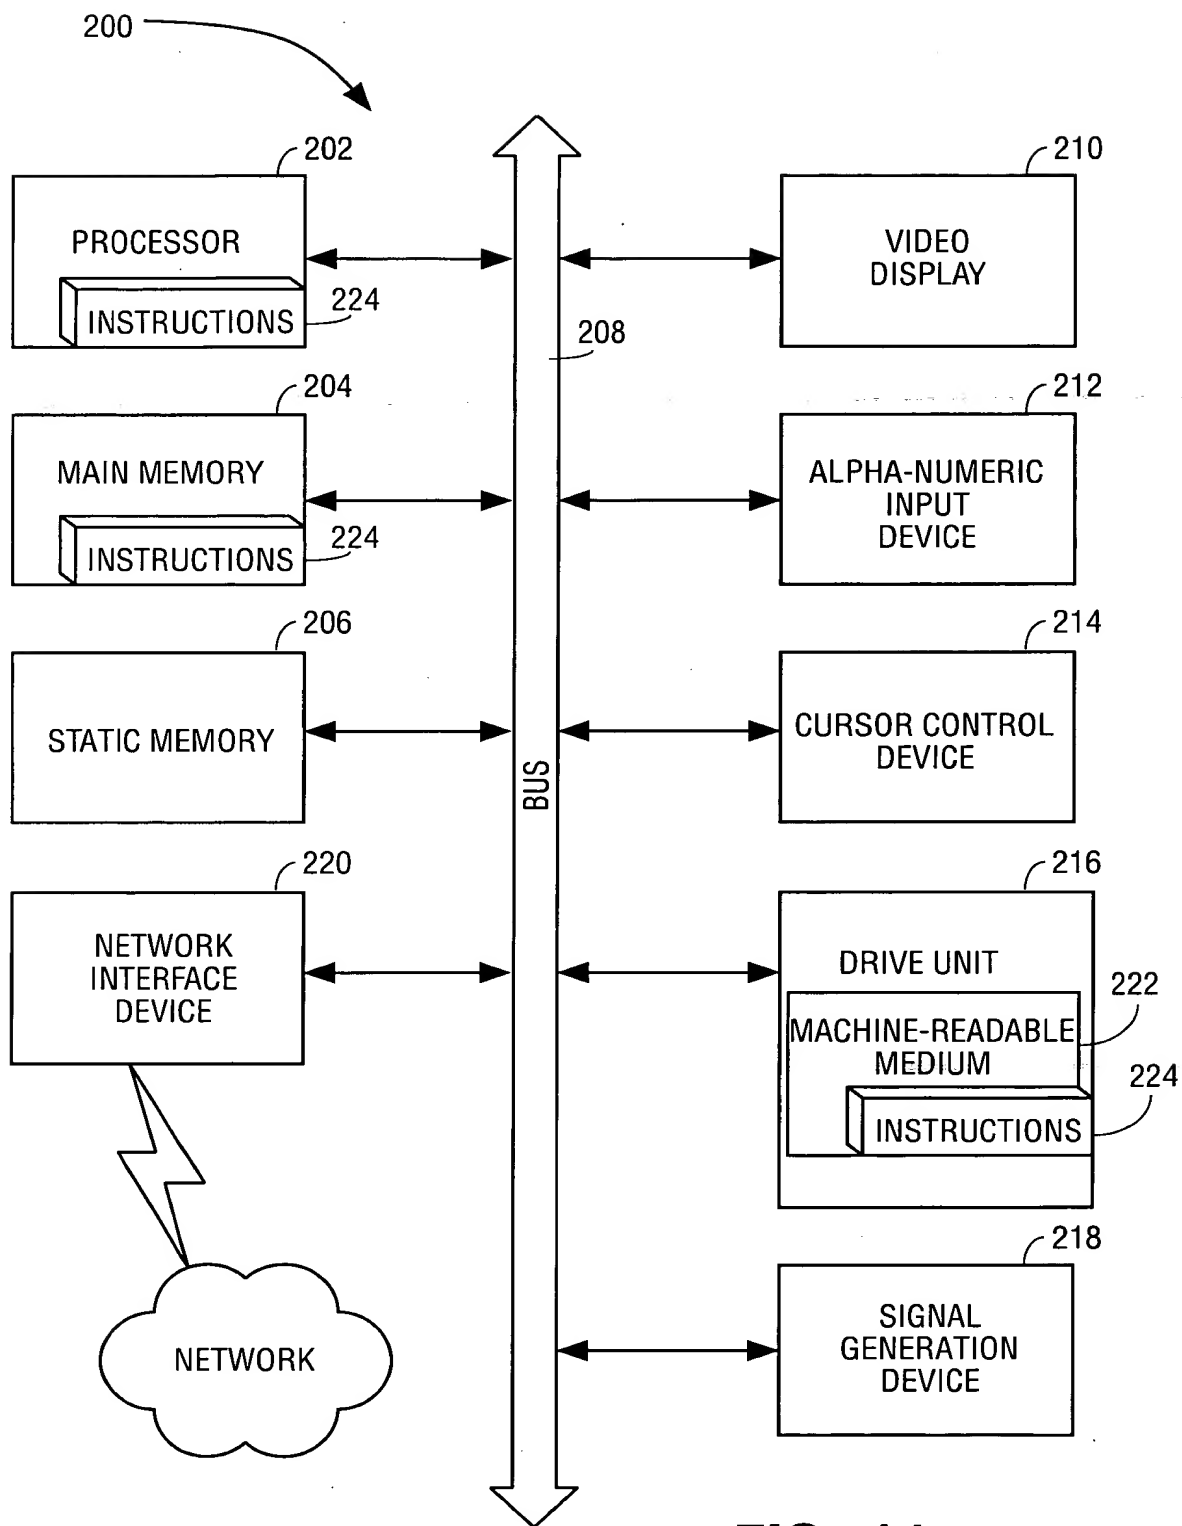 200
202
PROCESSOR
INSTRUCTIONS
224
204
MAIN MEMORY
INSTRUCTIONS
224
206
STATIC MEMORY
220
NETWORK
INTERFACE
DEVICE
NETWORK
208
BUS
210
VIDEO
DISPLAY
212
ALPHA-NUMERIC
INPUT
DEVICE
214
CURSOR CONTROL
DEVICE
216
DRIVE UNIT
222
MACHINE-READABLE
MEDIUM
224
INSTRUCTIONS
218
SIGNAL
GENERATION
DEVICE